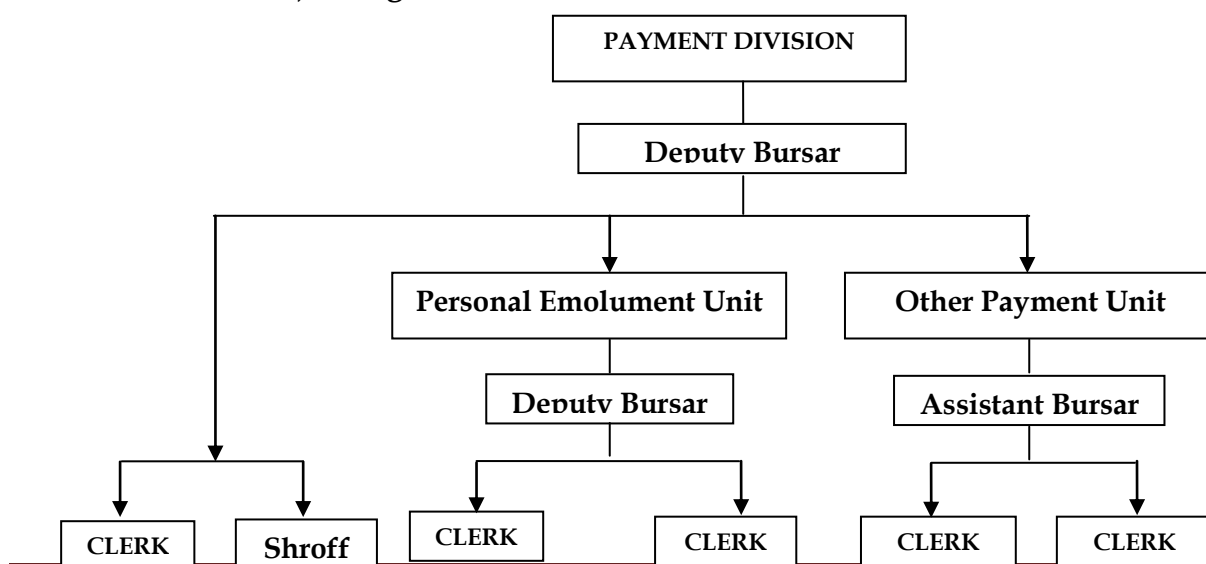 PAYMENT DIVISION
Deputy Bursar
Personal Emolument Unit
Other Payment Unit
Deputy Bursar
Assistant Bursar
CLERK
Shroff
CLERK
CLERK
CLERK
CLERK